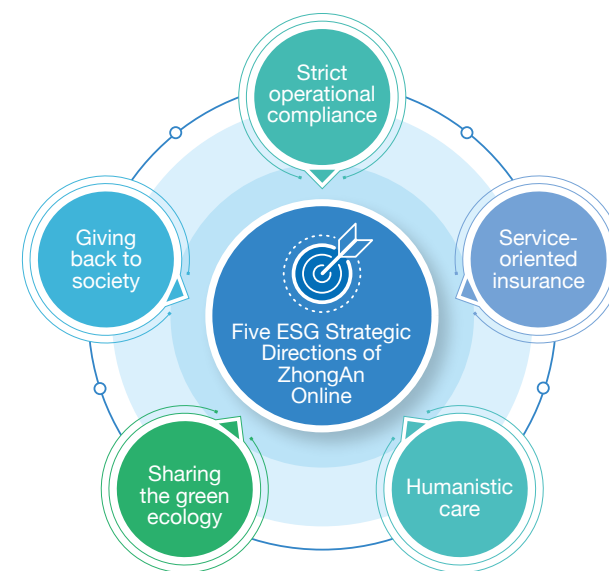 Strict
operational
compliance
Giving
back to
society
Service-
oriented
insurance
Five ESG Strategic
Directions of
ZhongAn
Online
Sharing
the green
ecology
Humanistic
care